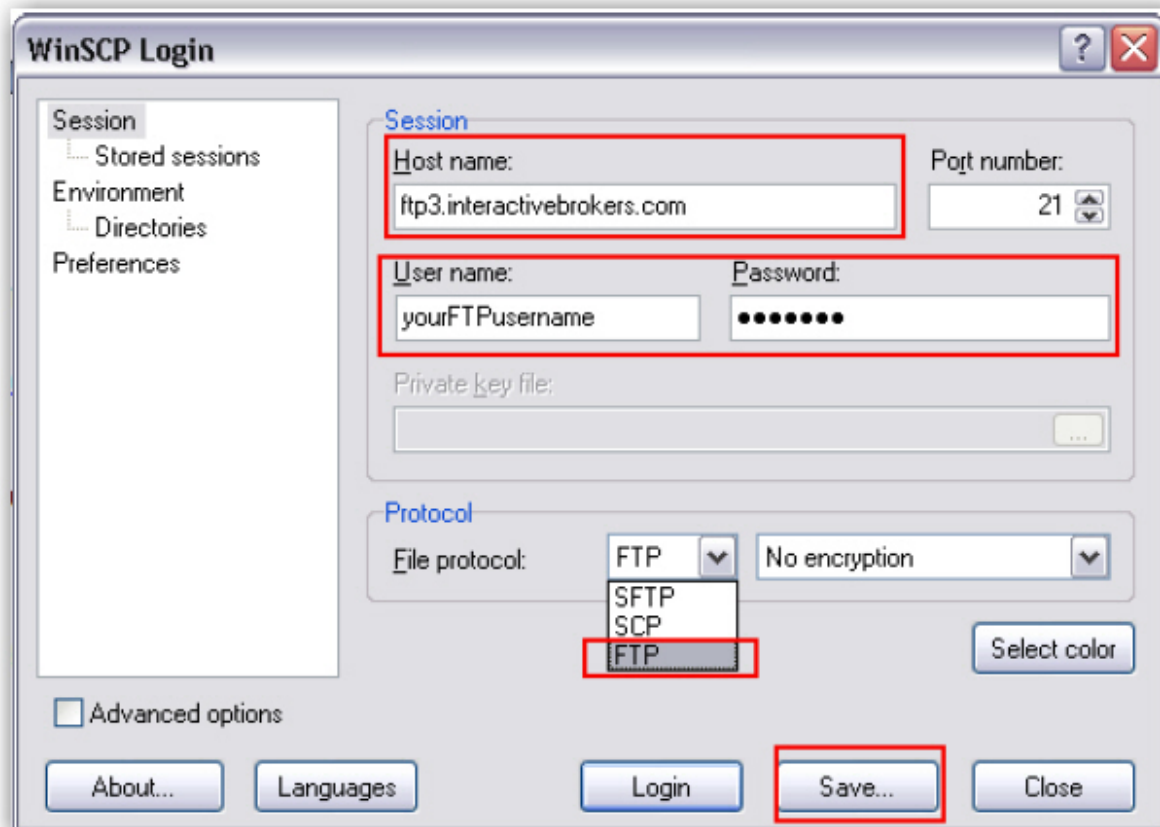 WinSCP Login
Session
Stored sessions
Environment
Directories
Preferences
Session
Host name:
Port number:
ftp3.interactivebrokers.com
21
User name:
Password:
yourFTPusername
●●●●●●●
Private key file:
...
Protocol
File protocol:
FTP
No encryption
SFTP
SCP
FTP
Select color
Advanced options
About...
Languages
Login
Save...
Close